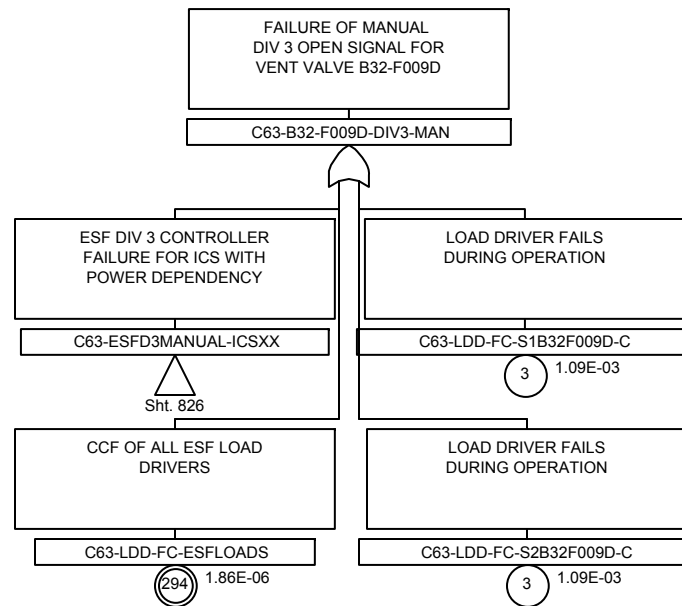 FAILURE OF MANUAL
DIV 3 OPEN SIGNAL FOR
VENT VALVE B32-F009D
C63-B32-F009D-DIV3-MAN
ESF DIV 3 CONTROLLER
FAILURE FOR ICS WITH
POWER DEPENDENCY
C63-ESFD3MANUAL-ICSXX
Sht. 826
LOAD DRIVER FAILS
DURING OPERATION
C63-LDD-FC-S1B32F009D-C
3 1.09E-03
CCF OF ALL ESF LOAD
DRIVERS
C63-LDD-FC-ESFLOADS
294 1.86E-06
LOAD DRIVER FAILS
DURING OPERATION
C63-LDD-FC-S2B32F009D-C
3 1.09E-03